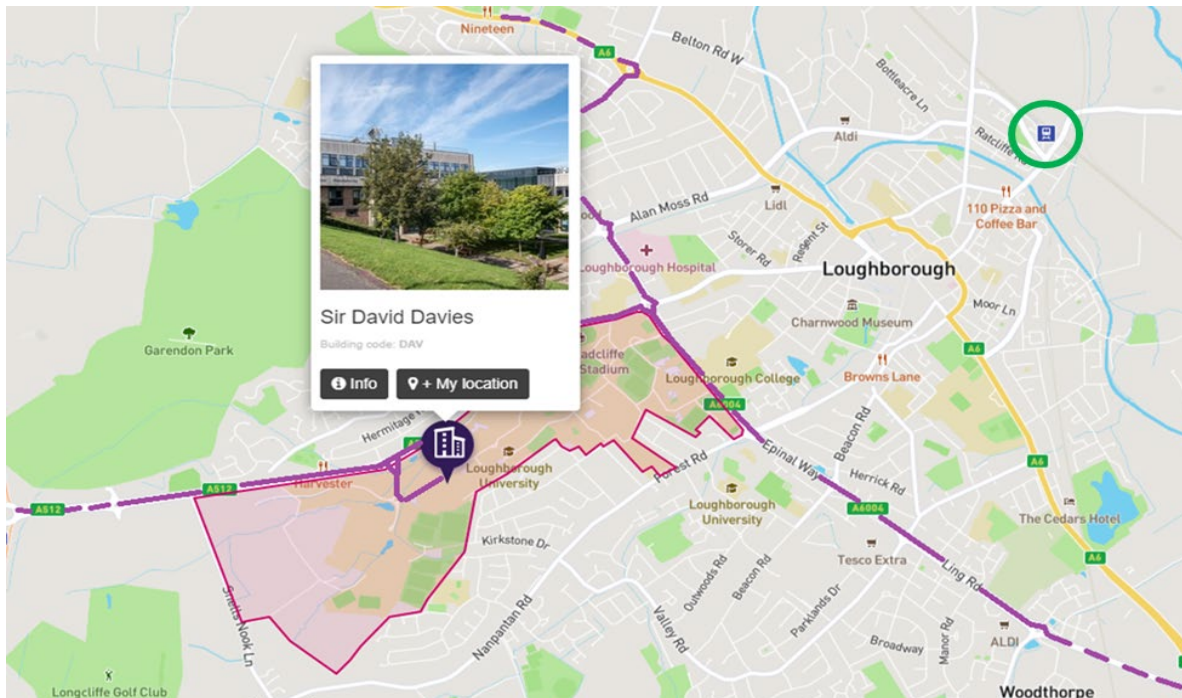 Nineteen
A6
Belton Rd W
Bottleacre Ln
Aldi
Ratcliffe
Lidl
Alan Moss Rd
110 Pizza and
Coffee Bar
Storer Rd
Regent St
Loughborough Hospital
Loughborough
Moor Ln
Sir David Davies
Building code: DAV
Info
+ My location
Garendon Park
Charnwood Museum
Stadium
A6
Loughborough College
Browns Lane
A6004
Hermitage
Beacon Rd
Epinal Way
Forest Rd
Loughborough
University
Harvester
A6
Herrick Rd
A512
A512
Loughborough
University
A6004
The Cedars Hotel
Kirkstone Dr
Tesco Extra
A6
Outwoods Rd
Beacon Rd
Ling Rd
Parklands Dr
Snells Nook Ln
Nanpantan Rd
Valley Rd
Broadway
Manor Rd
ALDI
Longcliffe Golf Club
Woodthorpe